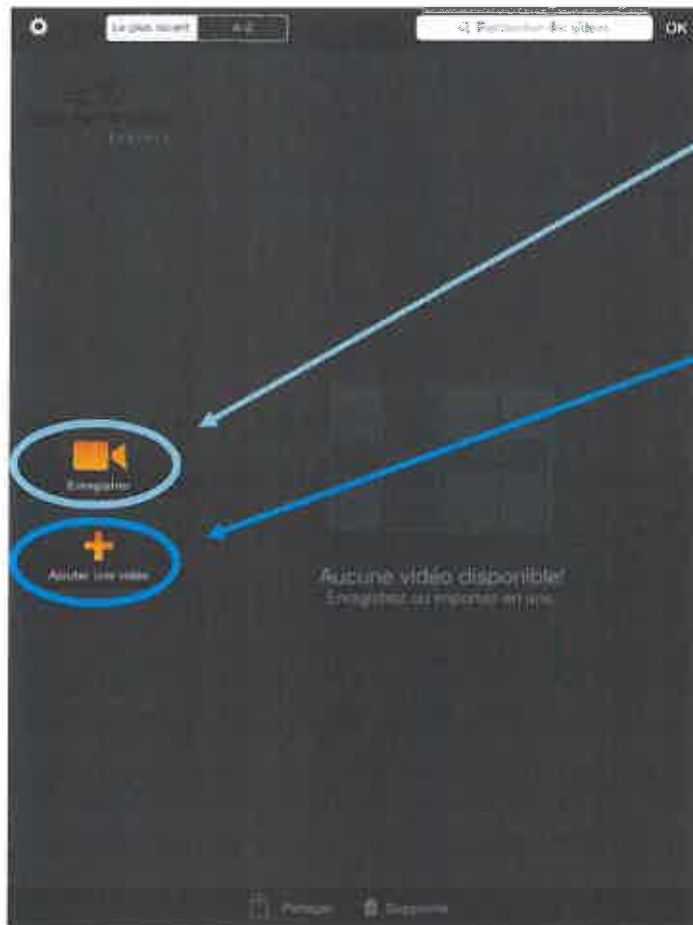 Le plus récent
A-Z
Rechercher des vidéos
OK
EXPRESS
Enregistrer
Ajouter une vidéo
Aucune vidéo disponible!
Enregistrez ou importez en une.
Partager
Supprimer